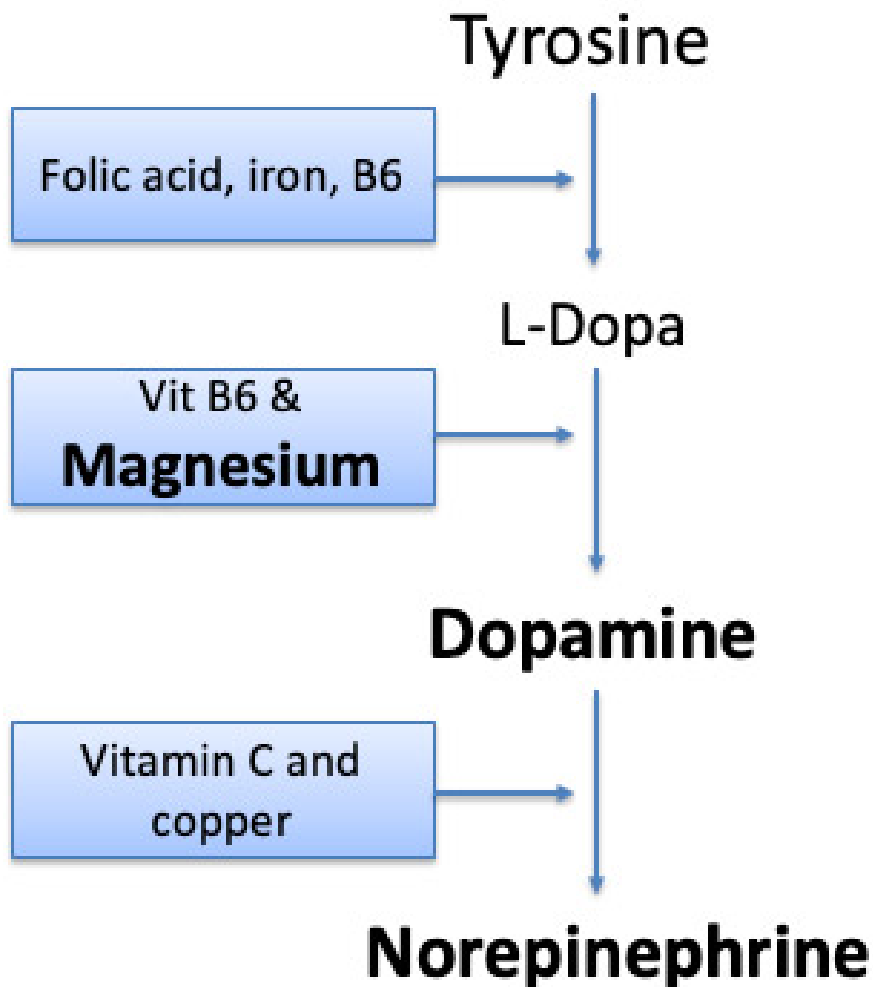 Tyrosine
Folic acid, iron, B6
L-Dopa
Vit B6 &
Magnesium
Dopamine
Vitamin C and
copper
Norepinephrine